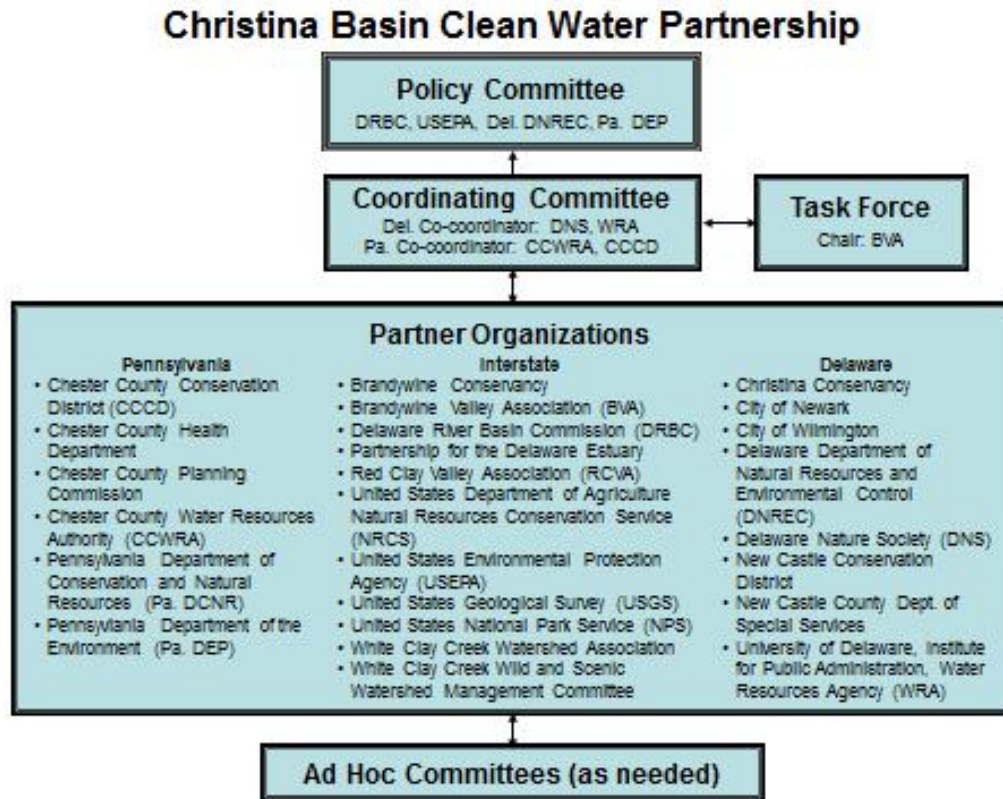 Christina Basin Clean Water Partnership
Policy Committee
DRBC, USEPA, Del. DNREC, Pa. DEP
Coordinating Committee
Del. Co-coordinator: DNS, WRA
Pa. Co-coordinator: CCWRA, CCCD
Task Force
Chair: BVA
Partner Organizations
Pennsylvania
• Chester County Conservation
District (CCCD)
• Chester County Health
Department
• Chester County Planning
Commission
• Chester County Water Resources
Authority (CCWRA)
• Pennsylvania Department of
Conservation and Natural
Resources (Pa. DCNR)
• Pennsylvania Department of the
Environment (Pa. DEP)
Interstate
• Brandywine Conservancy
• Brandywine Valley Association (BVA)
• Delaware River Basin Commission (DRBC)
• Partnership for the Delaware Estuary
• Red Clay Valley Association (RCVA)
• United States Department of Agriculture
Natural Resources Conservation Service
(NRCS)
• United States Environmental Protection
Agency (USEPA)
• United States Geological Survey (USGS)
• United States National Park Service (NPS)
• White Clay Creek Watershed Association
• White Clay Creek Wild and Scenic
Watershed Management Committee
Delaware
• Christina Conservancy
• City of Newark
• City of Wilmington
• Delaware Department of
Natural Resources and
Environmental Control
(DNREC)
• Delaware Nature Society (DNS)
• New Castle Conservation
District
• New Castle County Dept. of
Special Services
• University of Delaware, Institute
for Public Administration, Water
Resources Agency (WRA)
Ad Hoc Committees (as needed)